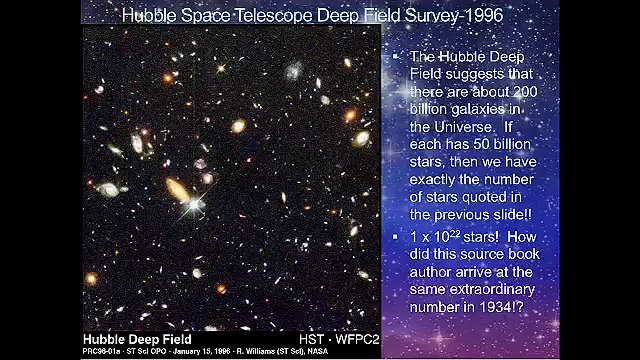 Hubble Space Telescope Deep Field Survey-1996
▪ The Hubble Deep
Field suggests that
there are about 200
billion galaxies in
the Universe. If
each has 50 billion
stars, then we have
exactly the number
of stars quoted in
the previous slide!!
▪ 1 x 10²² stars! How
did this source book
author arrive at the
same extraordinary
number in 1934!?
Hubble Deep Field HST · WFPC2
PRC96-01a · ST ScI OPO · January 15, 1996 · R. Williams (ST ScI), NASA